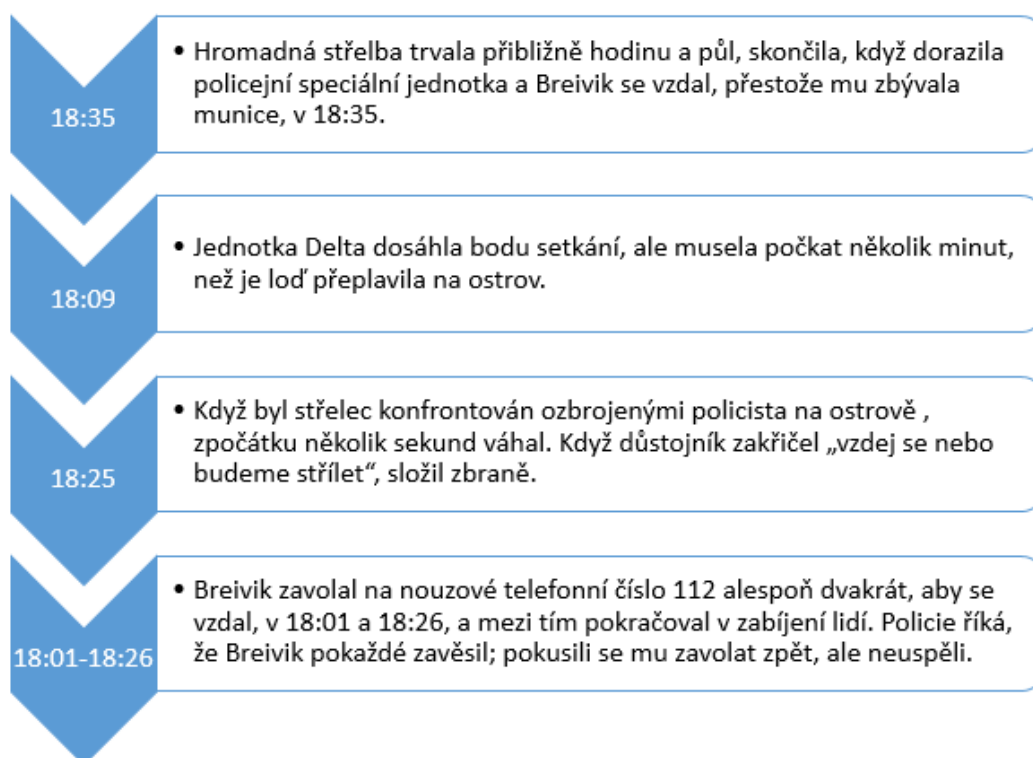 18:35
• Hromadná střelba trvala přibližně hodinu a půl, skončila, když dorazila
policejní speciální jednotka a Breivik se vzdal, přestože mu zbývala
munice, v 18:35.
18:09
• Jednotka Delta dosáhla bodu setkání, ale musela počkat několik minut,
než je loď přeplavila na ostrov.
18:25
• Když byl střelec konfrontován ozbrojenými policista na ostrově ,
zpočátku několik sekund váhal. Když důstojník zakřičel „vzdej se nebo
budeme střílet“, složil zbraně.
18:01-18:26
• Breivik zavolal na nouzové telefonní číslo 112 alespoň dvakrát, aby se
vzdal, v 18:01 a 18:26, a mezi tím pokračoval v zabíjení lidí. Policie říká,
že Breivik pokaždé zavěsil; pokusili se mu zavolat zpět, ale neuspěli.